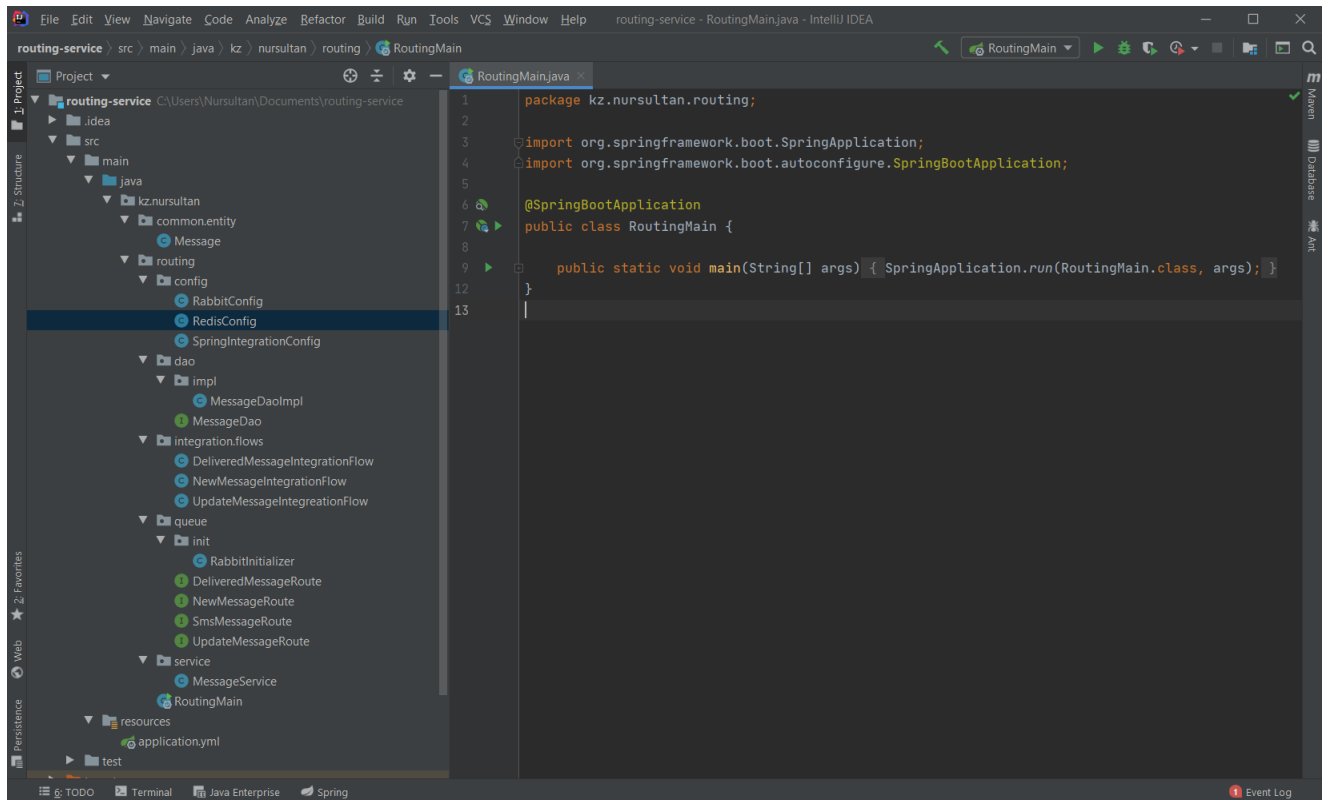 File Edit View Navigate Code Analyze Refactor Build Run Tools VCS Window Help routing-service - RoutingMain.java - IntelliJ IDEA
routing-service src main java kz nursultan routing RoutingMain
RoutingMain
Project
RoutingMain.java
1: Project
routing-service C:\Users\Nursultan\Documents\routing-service
.idea
src
main
java
kz.nursultan
common.entity
Message
routing
config
RabbitConfig
RedisConfig
SpringIntegrationConfig
dao
impl
MessageDaoImpl
MessageDao
integration.flows
DeliveredMessageIntegrationFlow
NewMessageIntegrationFlow
UpdateMessageIntegreationFlow
queue
init
RabbitInitializer
DeliveredMessageRoute
NewMessageRoute
SmsMessageRoute
UpdateMessageRoute
service
MessageService
RoutingMain
resources
application.yml
test
Z: Structure
2: Favorites
Web
Persistence
1 package kz.nursultan.routing;
2
3 import org.springframework.boot.SpringApplication;
4 import org.springframework.boot.autoconfigure.SpringBootApplication;
5
6 @SpringBootApplication
7 public class RoutingMain {
8
9 public static void main(String[] args) { SpringApplication.run(RoutingMain.class, args); }
12 }
13
m Maven
Database
Ant
6: TODO Terminal Java Enterprise Spring
1 Event Log